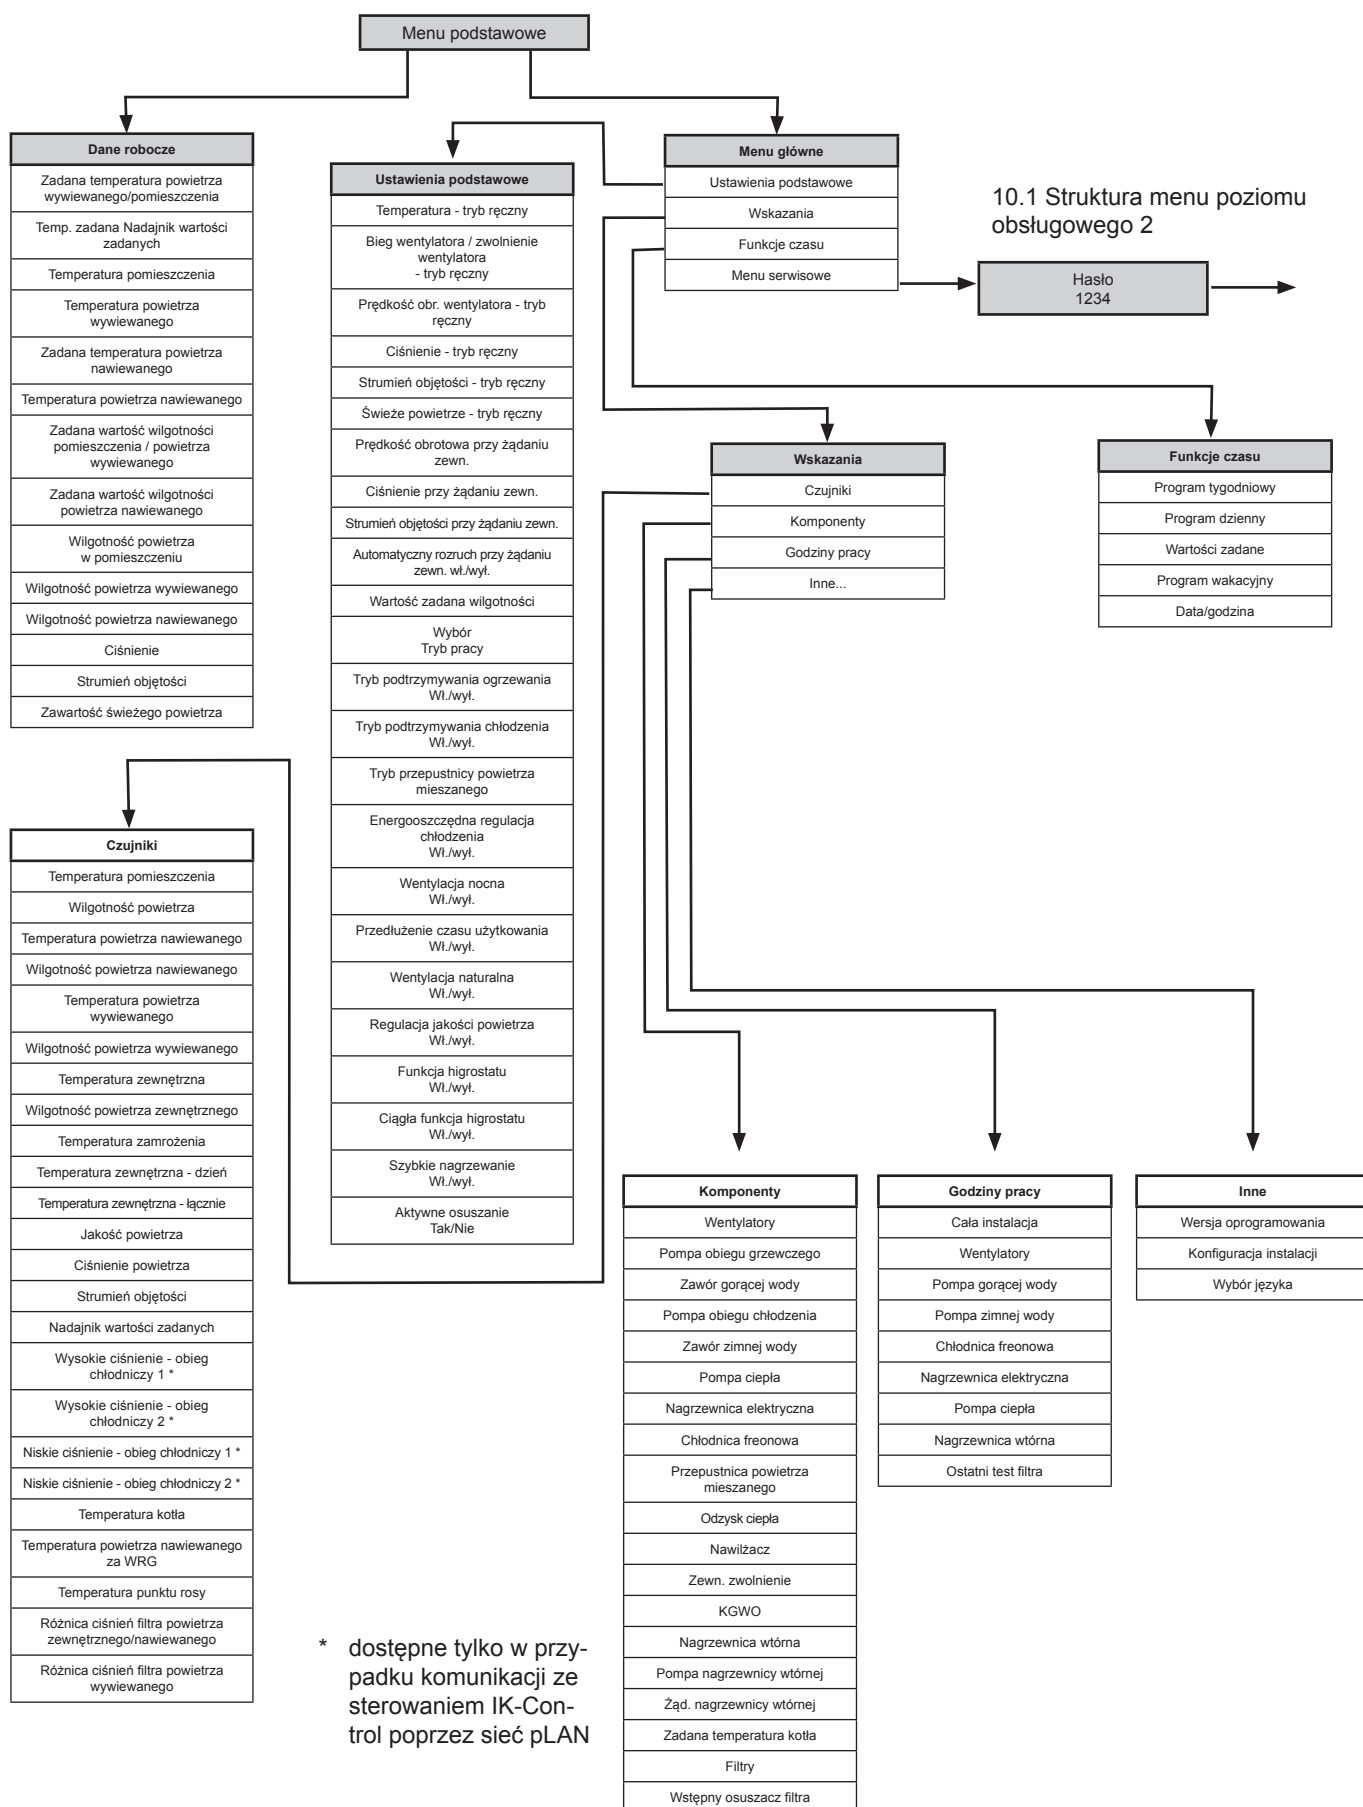 Menu podstawowe
Dane robocze
Zadana temperatura powietrza
wywiewanego/pomieszczenia
Temp. zadana Nadajnik wartości
zadanych
Temperatura pomieszczenia
Temperatura powietrza
wywiewanego
Zadana temperatura powietrza
nawiewanego
Temperatura powietrza nawiewanego
Zadana wartość wilgotności
pomieszczenia / powietrza
wywiewanego
Zadana wartość wilgotności
powietrza nawiewanego
Wilgotność powietrza
w pomieszczeniu
Wilgotność powietrza wywiewanego
Wilgotność powietrza nawiewanego
Ciśnienie
Strumień objętości
Zawartość świeżego powietrza
Ustawienia podstawowe
Temperatura - tryb ręczny
Bieg wentylatora / zwolnienie
wentylatora
- tryb ręczny
Prędkość obr. wentylatora - tryb
ręczny
Ciśnienie - tryb ręczny
Strumień objętości - tryb ręczny
Świeże powietrze - tryb ręczny
Prędkość obrotowa przy żądaniu
zewn.
Ciśnienie przy żądaniu zewn.
Strumień objętości przy żądaniu zewn.
Automatyczny rozruch przy żądaniu
zewn. wł./wył.
Wartość zadana wilgotności
Wybór
Tryb pracy
Tryb podtrzymywania ogrzewania
Wł./wył.
Tryb podtrzymywania chłodzenia
Wł./wył.
Tryb przepustnicy powietrza
mieszanego
Energooszczędna regulacja
chłodzenia
Wł./wył.
Wentylacja nocna
Wł./wył.
Przedłużenie czasu użytkowania
Wł./wył.
Wentylacja naturalna
Wł./wył.
Regulacja jakości powietrza
Wł./wył.
Funkcja higrostatu
Wł./wył.
Ciągła funkcja higrostatu
Wł./wył.
Szybkie nagrzewanie
Wł./wył.
Aktywne osuszanie
Tak/Nie
Menu główne
Ustawienia podstawowe
Wskazania
Funkcje czasu
Menu serwisowe
10.1 Struktura menu poziomu
obsługowego 2
Hasło
1234
Wskazania
Czujniki
Komponenty
Godziny pracy
Inne...
Funkcje czasu
Program tygodniowy
Program dzienny
Wartości zadane
Program wakacyjny
Data/godzina
Czujniki
Temperatura pomieszczenia
Wilgotność powietrza
Temperatura powietrza nawiewanego
Wilgotność powietrza nawiewanego
Temperatura powietrza
wywiewanego
Wilgotność powietrza wywiewanego
Temperatura zewnętrzna
Wilgotność powietrza zewnętrznego
Temperatura zamrożenia
Temperatura zewnętrzna - dzień
Temperatura zewnętrzna - łącznie
Jakość powietrza
Ciśnienie powietrza
Strumień objętości
Nadajnik wartości zadanych
Wysokie ciśnienie - obieg
chłodniczy 1 *
Wysokie ciśnienie - obieg
chłodniczy 2 *
Niskie ciśnienie - obieg chłodniczy 1 *
Niskie ciśnienie - obieg chłodniczy 2 *
Temperatura kotła
Temperatura powietrza nawiewanego
za WRG
Temperatura punktu rosy
Różnica ciśnień filtra powietrza
zewnętrznego/nawiewanego
Różnica ciśnień filtra powietrza
wywiewanego
* dostępne tylko w przy-
padku komunikacji ze
sterowaniem IK-Con-
trol poprzez sieć pLAN
Komponenty
Wentylatory
Pompa obiegu grzewczego
Zawór gorącej wody
Pompa obiegu chłodzenia
Zawór zimnej wody
Pompa ciepła
Nagrzewnica elektryczna
Chłodnica freonowa
Przepustnica powietrza
mieszanego
Odzysk ciepła
Nawilżacz
Zewn. zwolnienie
KGWO
Nagrzewnica wtórna
Pompa nagrzewnicy wtórnej
Żąd. nagrzewnicy wtórnej
Zadana temperatura kotła
Filtry
Wstępny osuszacz filtra
Godziny pracy
Cała instalacja
Wentylatory
Pompa gorącej wody
Pompa zimnej wody
Chłodnica freonowa
Nagrzewnica elektryczna
Pompa ciepła
Nagrzewnica wtórna
Ostatni test filtra
Inne
Wersja oprogramowania
Konfiguracja instalacji
Wybór języka